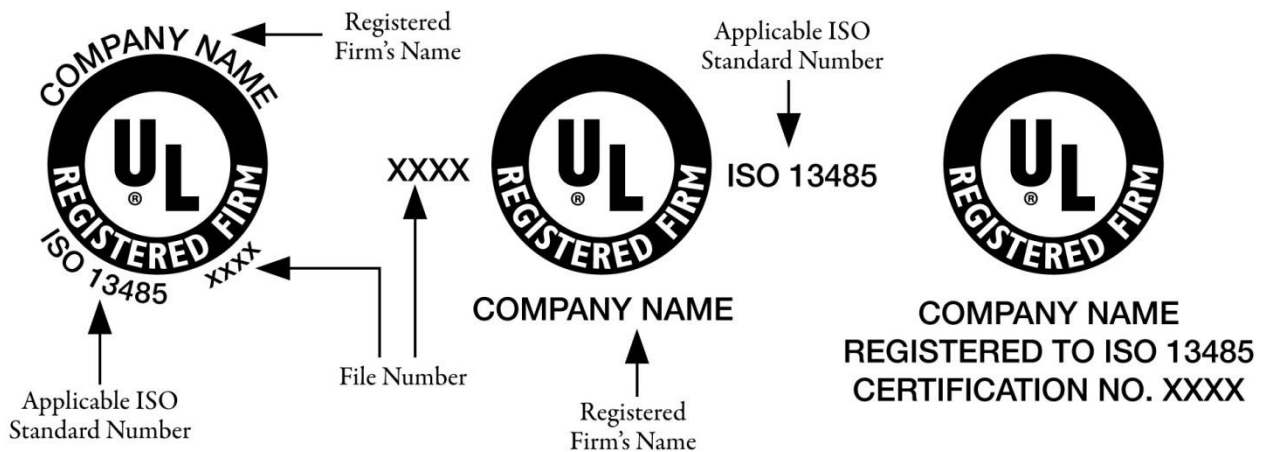 Registered
Firm's Name
COMPANY NAME
UL
®
REGISTERED FIRM
ISO 13485
xxxx
Applicable ISO
Standard Number
File Number
Applicable ISO
Standard Number
XXXX
UL
®
REGISTERED FIRM
ISO 13485
COMPANY NAME
Registered
Firm's Name
UL
®
REGISTERED FIRM
COMPANY NAME
REGISTERED TO ISO 13485
CERTIFICATION NO. XXXX